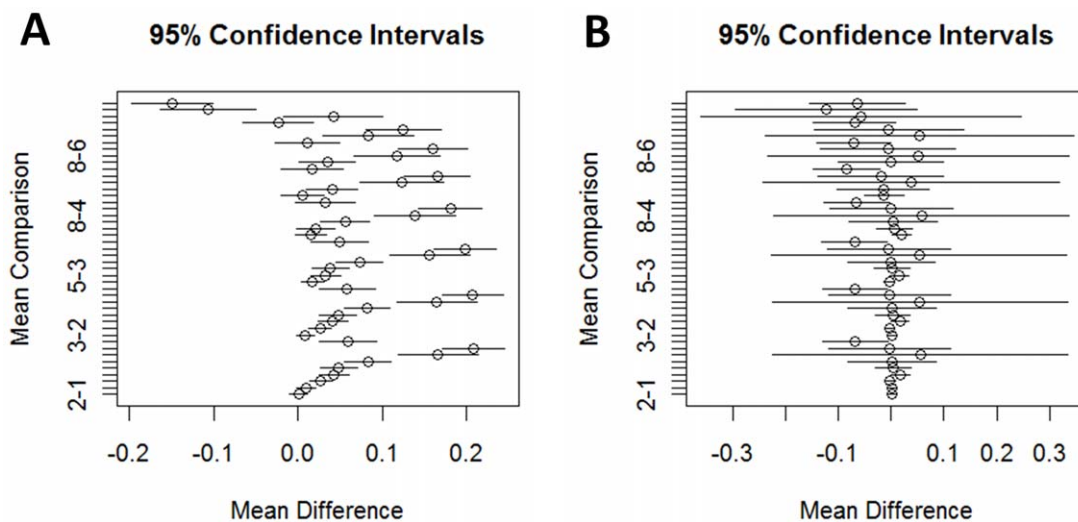 A
95% Confidence Intervals
Mean Comparison
8-6
8-4
5-3
3-2
2-1
-0.2
-0.1
0.0
0.1
0.2
Mean Difference
B
95% Confidence Intervals
Mean Comparison
8-6
8-4
5-3
3-2
2-1
-0.3
-0.1
0.1
0.2
0.3
Mean Difference